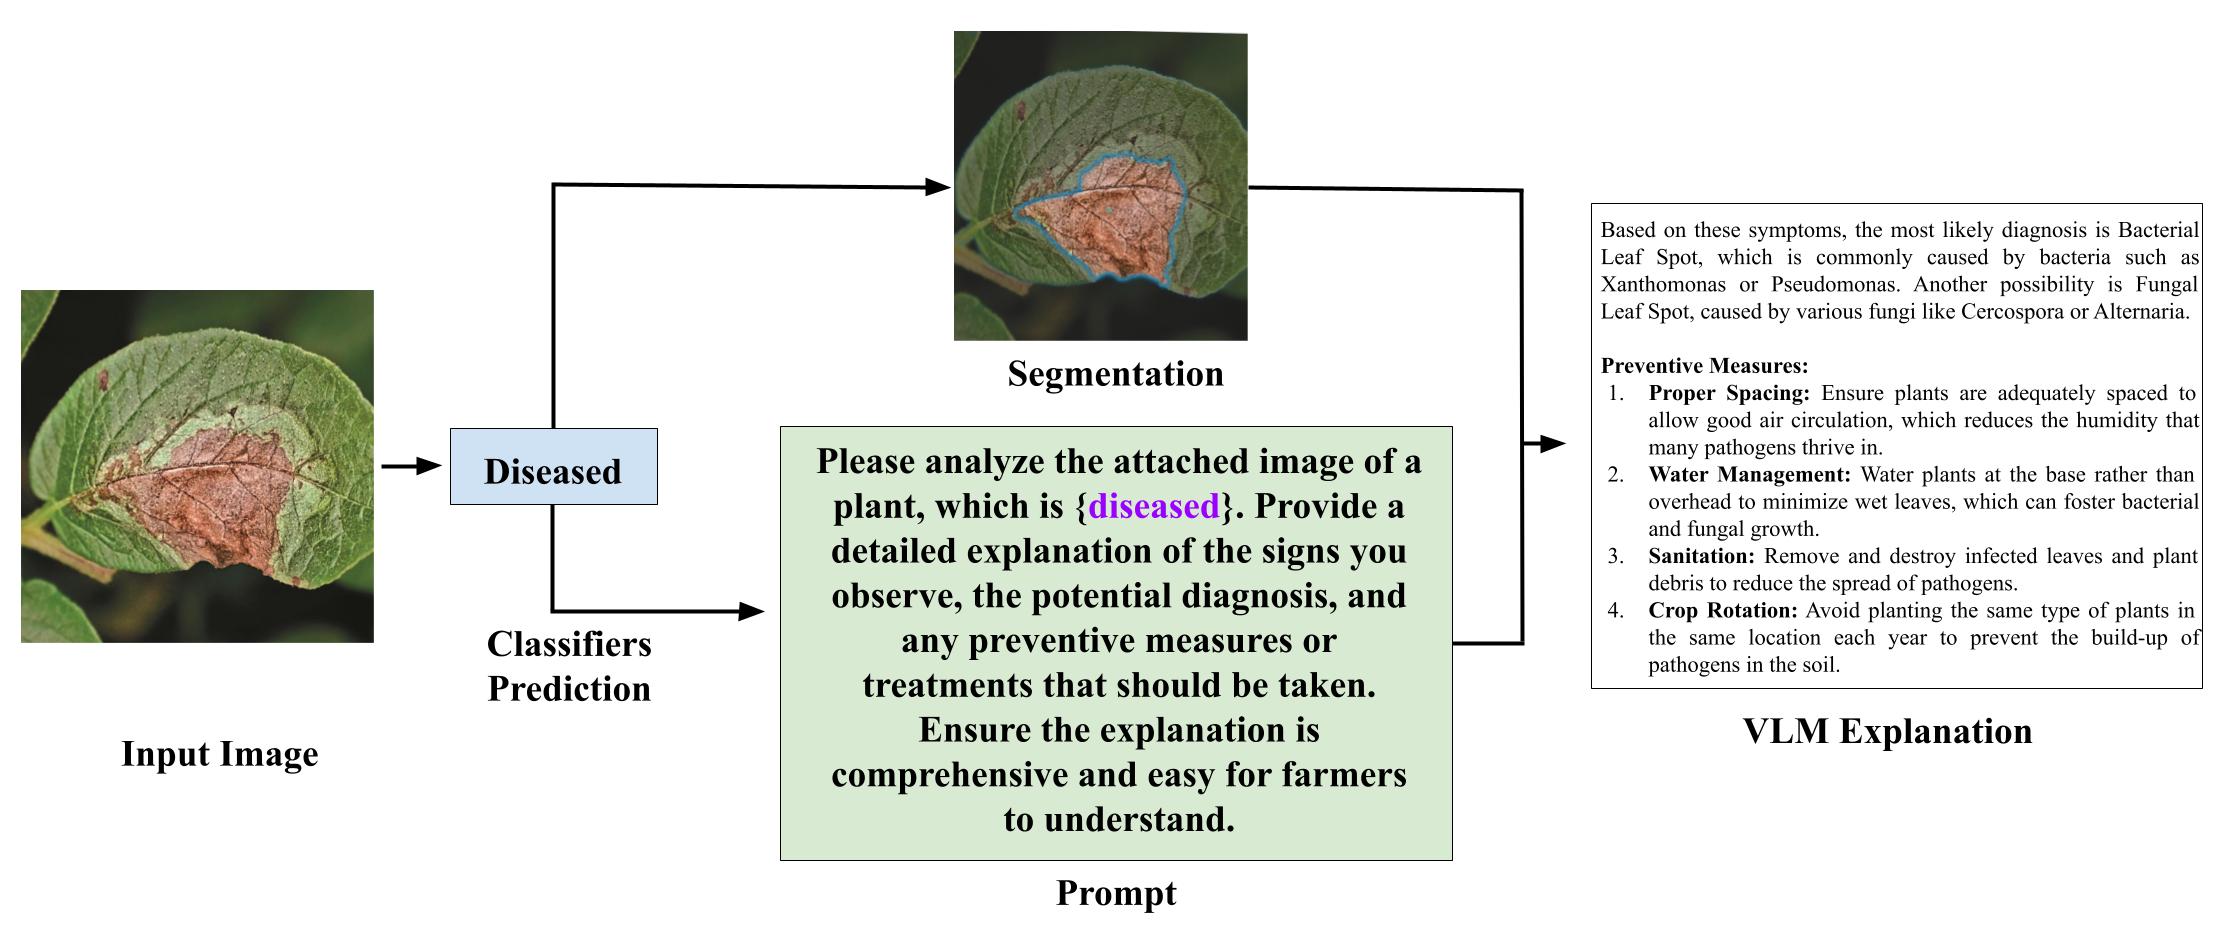 Segmentation
Input Image
Diseased
Classifiers
Prediction
Please analyze the attached image of a
plant, which is {diseased}. Provide a
detailed explanation of the signs you
observe, the potential diagnosis, and
any preventive measures or
treatments that should be taken.
Ensure the explanation is
comprehensive and easy for farmers
to understand.
Prompt
Based on these symptoms, the most likely diagnosis is Bacterial
Leaf Spot, which is commonly caused by bacteria such as
Xanthomonas or Pseudomonas. Another possibility is Fungal
Leaf Spot, caused by various fungi like Cercospora or Alternaria.
Preventive Measures:
1. Proper Spacing: Ensure plants are adequately spaced to
allow good air circulation, which reduces the humidity that
many pathogens thrive in.
2. Water Management: Water plants at the base rather than
overhead to minimize wet leaves, which can foster bacterial
and fungal growth.
3. Sanitation: Remove and destroy infected leaves and plant
debris to reduce the spread of pathogens.
4. Crop Rotation: Avoid planting the same type of plants in
the same location each year to prevent the build-up of
pathogens in the soil.
VLM Explanation